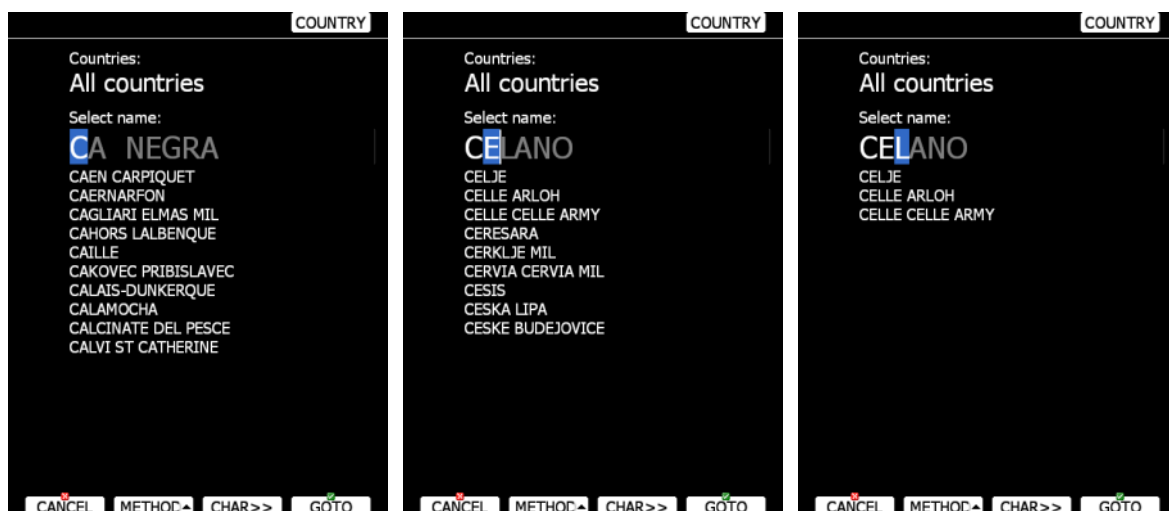 COUNTRY
Countries:
All countries
Select name:
CA NEGRA
CAEN CARPIQUET
CAERNARFON
CAGLIARI ELMAS MIL
CAHORS LALBENQUE
CAILLE
CAKOVEC PRIBISLAVEC
CALAIS-DUNKERQUE
CALAMOCHA
CALCINATE DEL PESCE
CALVI ST CATHERINE
CANCEL METHOD CHAR>> GOTO
COUNTRY
Countries:
All countries
Select name:
CELANO
CELJE
CELLE ARLOH
CELLE CELLE ARMY
CERESARA
CERKLJE MIL
CERVIA CERVIA MIL
CESIS
CESKA LIPA
CESKE BUDEJOVICE
CANCEL METHOD CHAR>> GOTO
COUNTRY
Countries:
All countries
Select name:
CELANO
CELJE
CELLE ARLOH
CELLE CELLE ARMY
CANCEL METHOD CHAR>> GOTO